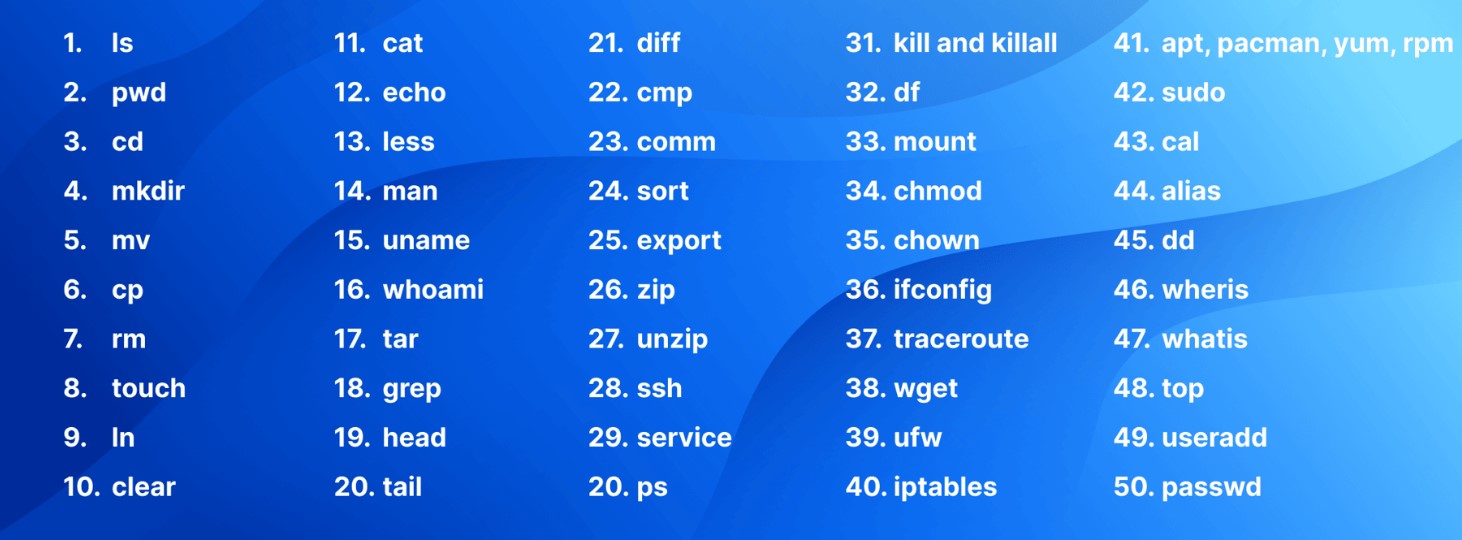 1. ls
2. pwd
3. cd
4. mkdir
5. mv
6. cp
7. rm
8. touch
9. ln
10. clear
11. cat
12. echo
13. less
14. man
15. uname
16. whoami
17. tar
18. grep
19. head
20. tail
21. diff
22. cmp
23. comm
24. sort
25. export
26. zip
27. unzip
28. ssh
29. service
20. ps
31. kill and killall
32. df
33. mount
34. chmod
35. chown
36. ifconfig
37. traceroute
38. wget
39. ufw
40. iptables
41. apt, pacman, yum, rpm
42. sudo
43. cal
44. alias
45. dd
46. wheris
47. whatis
48. top
49. useradd
50. passwd